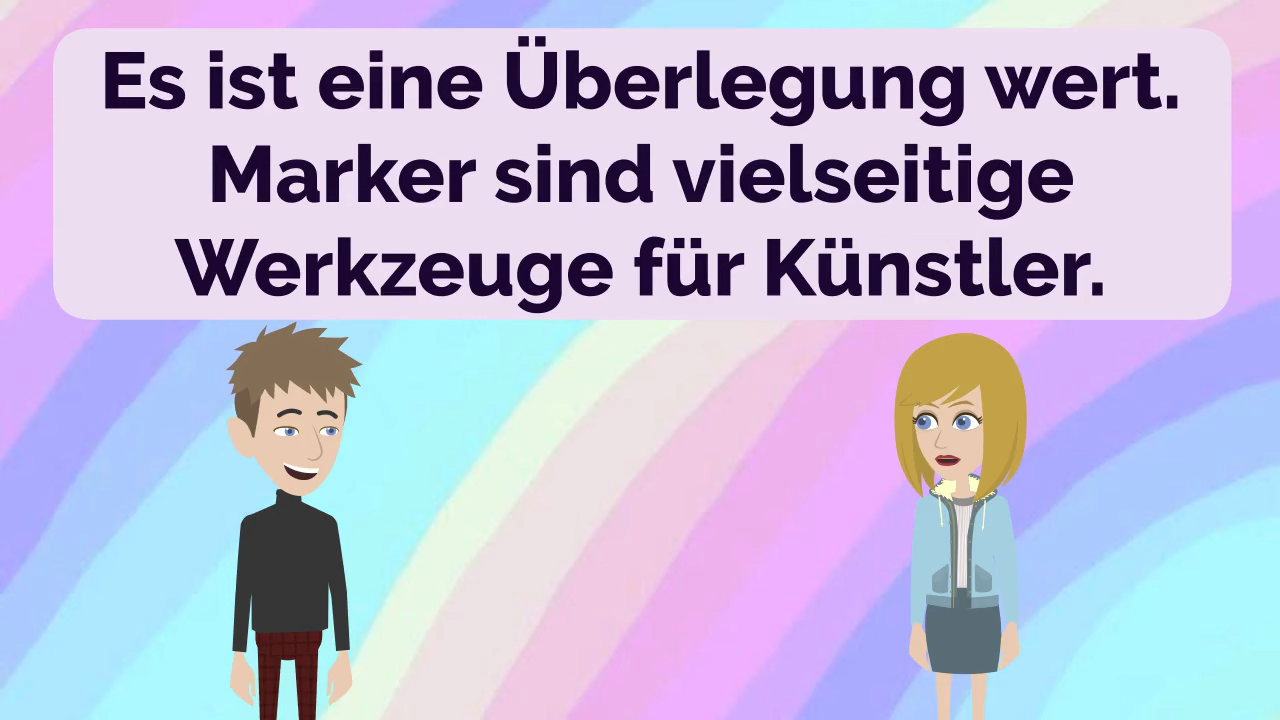 Es ist eine Überlegung wert.
Marker sind vielseitige
Werkzeuge für Künstler.